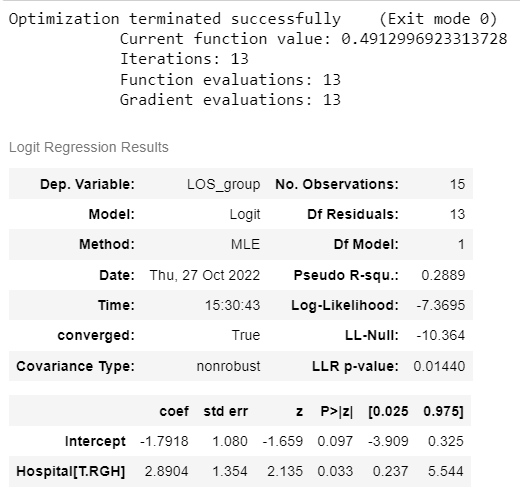 Optimization terminated successfully    (Exit mode 0)
Current function value: 0.4912996923313728
Iterations: 13
Function evaluations: 13
Gradient evaluations: 13
Logit Regression Results
Dep. Variable: LOS_group No. Observations: 15
Model: Logit Df Residuals: 13
Method: MLE Df Model: 1
Date: Thu, 27 Oct 2022 Pseudo R-squ.: 0.2889
Time: 15:30:43 Log-Likelihood: -7.3695
converged: True LL-Null: -10.364
Covariance Type: nonrobust LLR p-value: 0.01440
coef std err z P>|z| [0.025 0.975]
Intercept -1.7918 1.080 -1.659 0.097 -3.909 0.325
Hospital[T.RGH] 2.8904 1.354 2.135 0.033 0.237 5.544